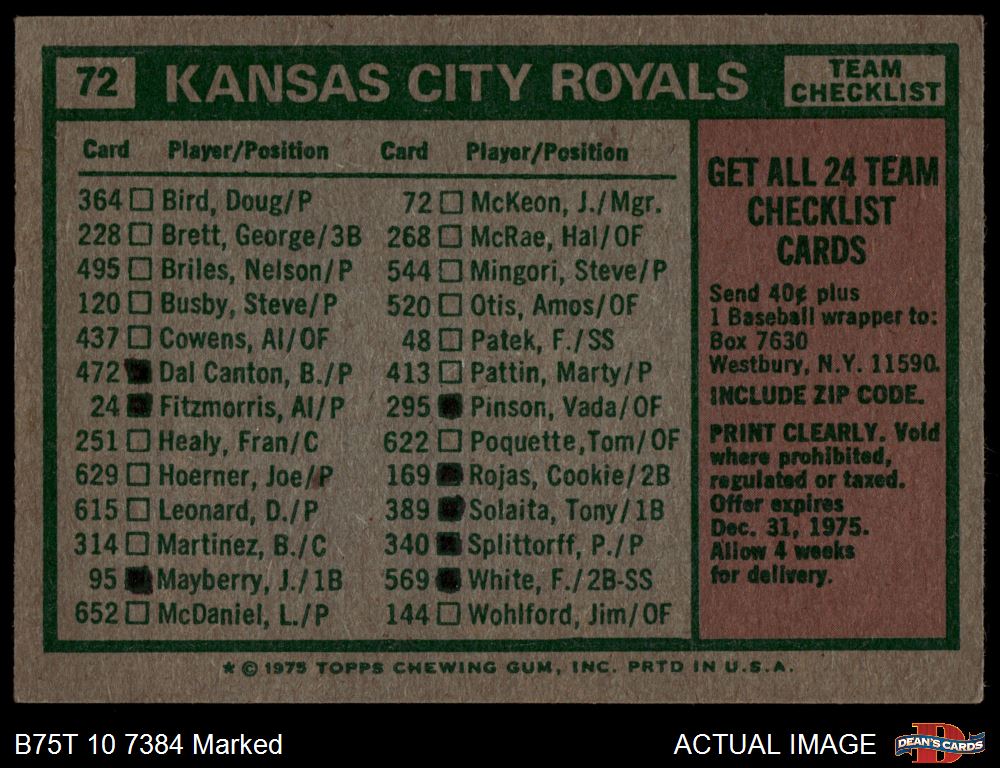 72 KANSAS CITY ROYALS TEAM CHECKLIST
Card Player/Position Card Player/Position
364 Bird, Doug/P 72 McKeon, J./Mgr.
228 Brett, George/3B 268 McRae, Hal/OF
495 Briles, Nelson/P 544 Mingori, Steve/P
120 Busby, Steve/P 520 Otis, Amos/OF
437 Cowens, Al/OF 48 Patek, F./SS
472 Dal Canton, B./P 413 Pattin, Marty/P
24 Fitzmorris, Al/P 295 Pinson, Vada/OF
251 Healy, Fran/C 622 Poquette,Tom/OF
629 Hoerner, Joe/P 169 Rojas, Cookie/2B
615 Leonard, D./P 389 Solaita, Tony/1B
314 Martinez, B./C 340 Splittorff, P./P
95 Mayberry, J./1B 569 White, F./2B-SS
652 McDaniel, L./P 144 Wohlford, Jim/OF
GET ALL 24 TEAM
CHECKLIST
CARDS
Send 40¢ plus
1 Baseball wrapper to:
Box 7630
Westbury, N.Y. 11590.
INCLUDE ZIP CODE.
PRINT CLEARLY. Void
where prohibited,
regulated or taxed.
Offer expires
Dec. 31, 1975.
Allow 4 weeks
for delivery.
★ © 1975 TOPPS CHEWING GUM, INC. PRTD IN U.S.A.
B75T 10 7384 Marked
ACTUAL IMAGE
D
DEAN'S CARDS